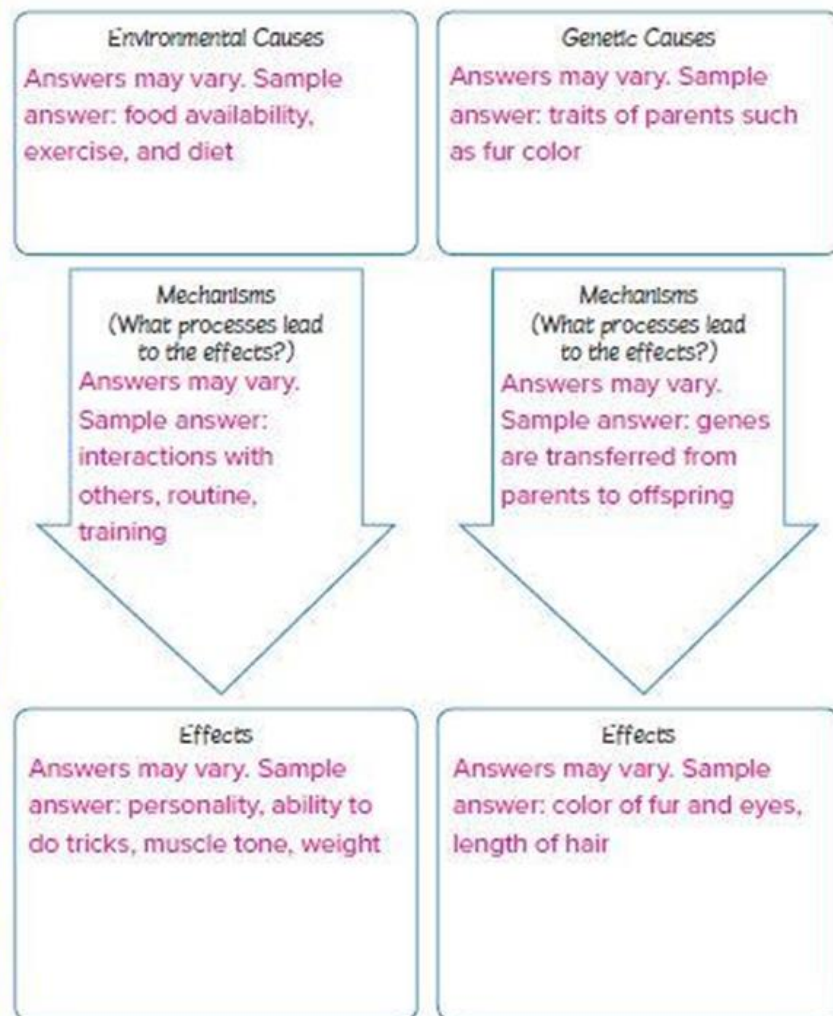 Environmental Causes
Answers may vary. Sample
answer: food availability,
exercise, and diet
Genetic Causes
Answers may vary. Sample
answer: traits of parents such
as fur color
Mechanisms
(What processes lead
to the effects?)
Answers may vary.
Sample answer:
interactions with
others, routine,
training
Mechanisms
(What processes lead
to the effects?)
Answers may vary.
Sample answer: genes
are transferred from
parents to offspring
Effects
Answers may vary. Sample
answer: personality, ability to
do tricks, muscle tone, weight
Effects
Answers may vary. Sample
answer: color of fur and eyes,
length of hair